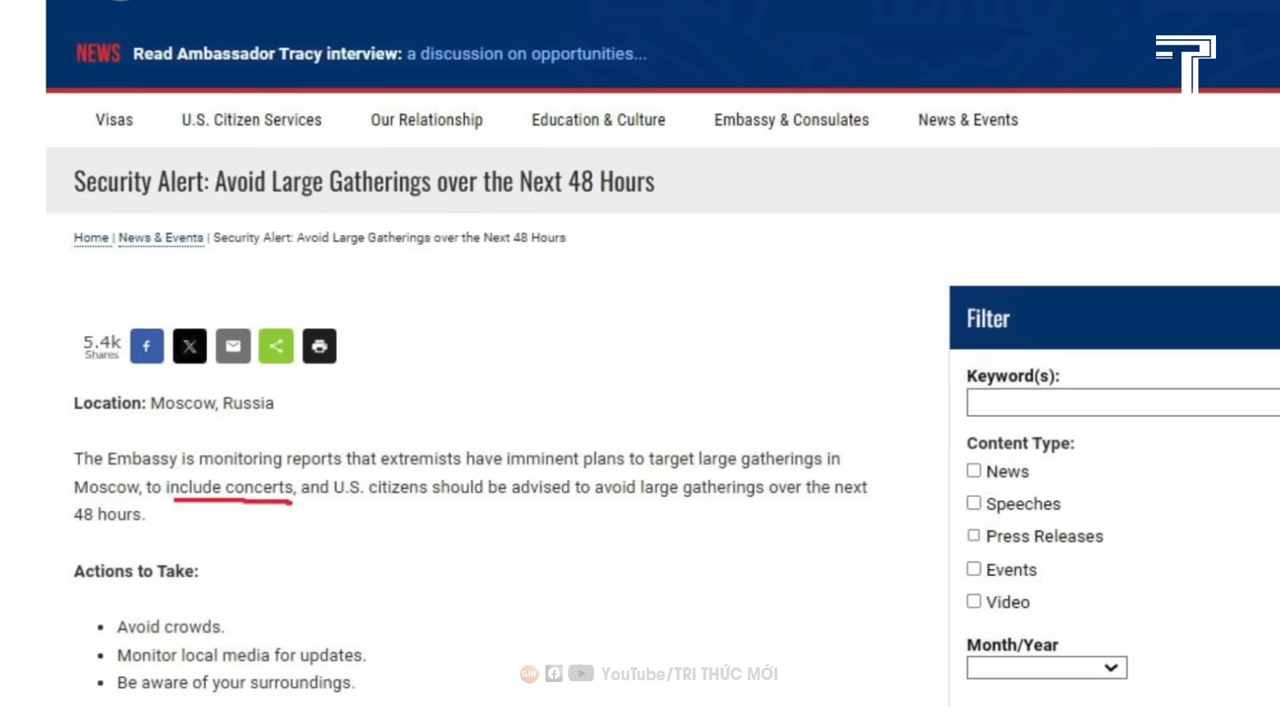 NEWS Read Ambassador Tracy interview: a discussion on opportunities...
Visas U.S. Citizen Services Our Relationship Education & Culture Embassy & Consulates News & Events
Security Alert: Avoid Large Gatherings over the Next 48 Hours
Home | News & Events | Security Alert: Avoid Large Gatherings over the Next 48 Hours
5.4k
Shares
Location: Moscow, Russia
The Embassy is monitoring reports that extremists have imminent plans to target large gatherings in
Moscow, to include concerts, and U.S. citizens should be advised to avoid large gatherings over the next
48 hours.
Actions to Take:
• Avoid crowds.
• Monitor local media for updates.
• Be aware of your surroundings.
Filter
Keyword(s):
Content Type:
News
Speeches
Press Releases
Events
Video
Month/Year
YouTube/TRI THỨC MỚI